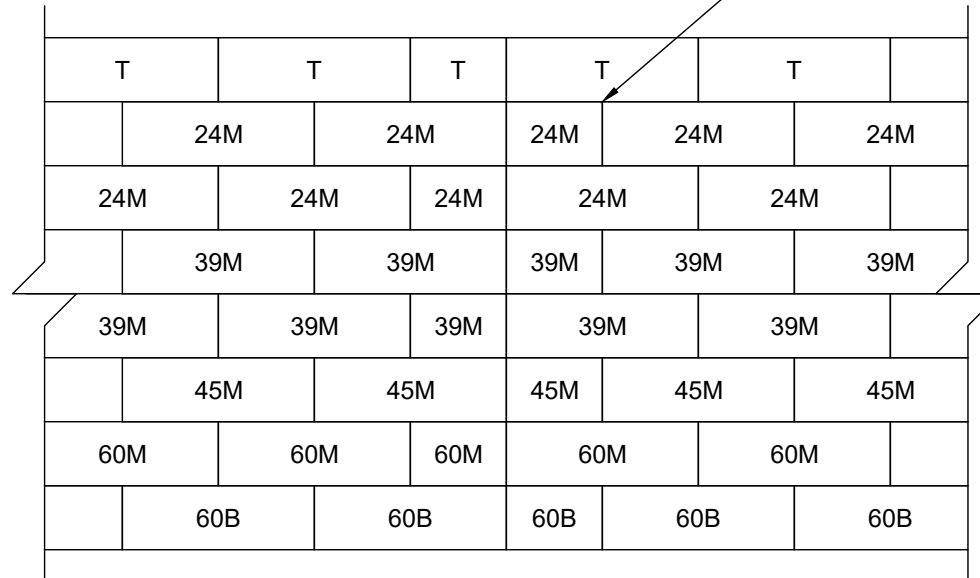 T T T T T
24M 24M 24M 24M 24M
24M 24M 24M 24M 24M
39M 39M 39M 39M 39M
39M 39M 39M 39M 39M
45M 45M 45M 45M 45M
60M 60M 60M 60M 60M
60B 60B 60B 60B 60B